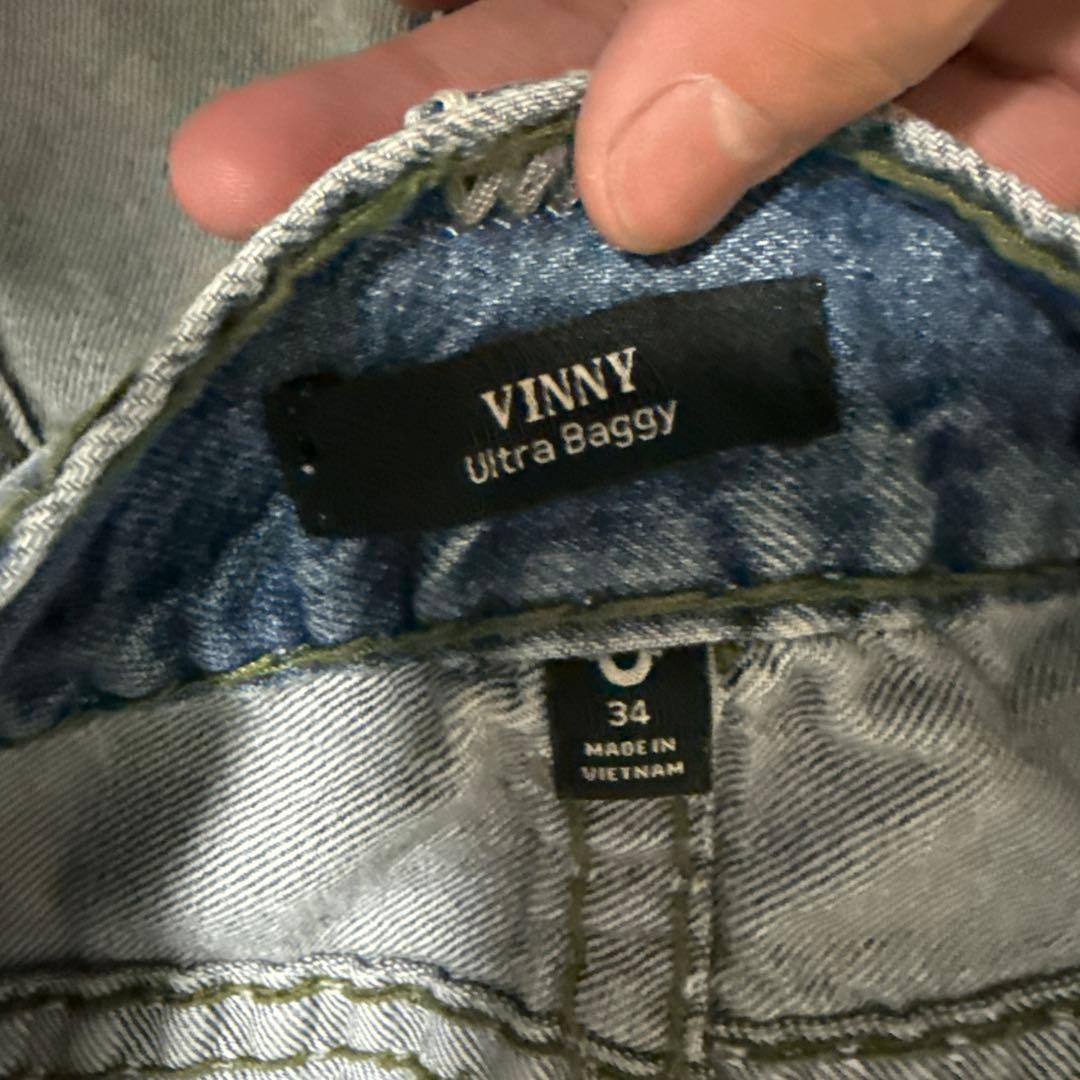 VINNY
Ultra Baggy
34
MADE IN
VIETNAM